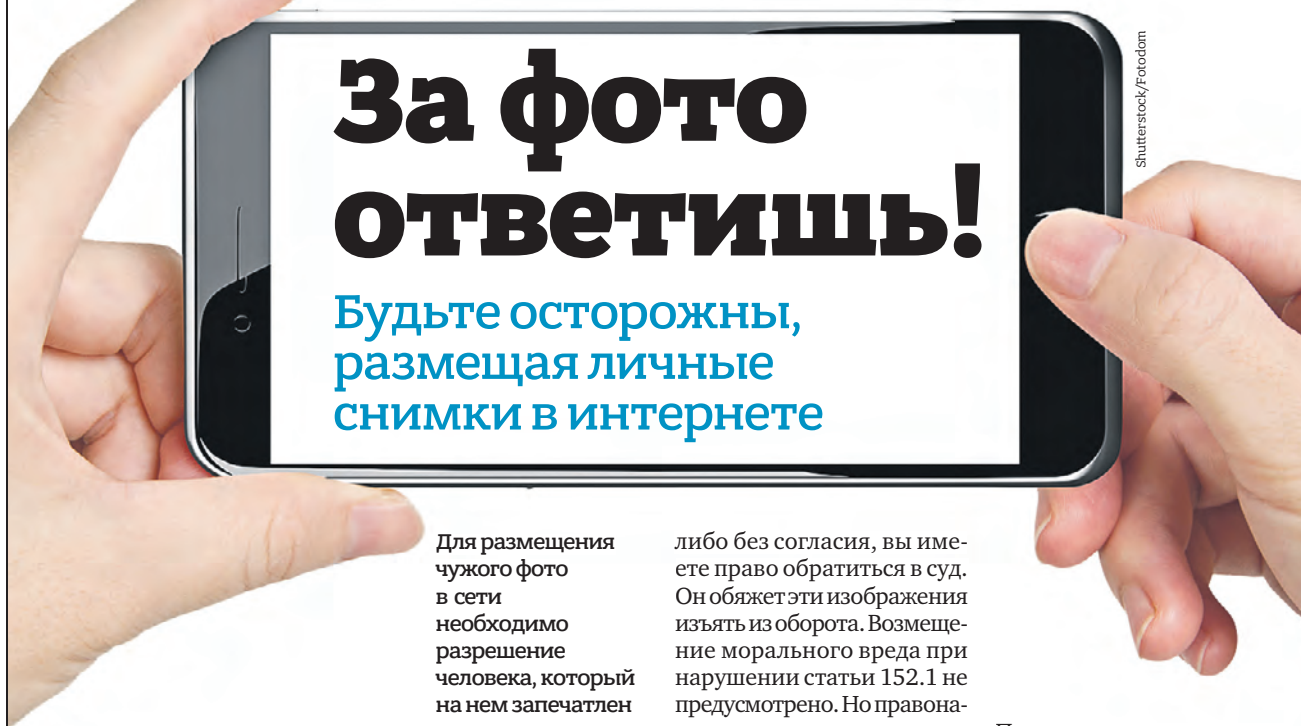 За фото
ответишь!
Будьте осторожны,
размещая личные
снимки в интернете
Shutterstock/Fotodom
Для размещения
чужого фото
в сети
необходимо
разрешение
человека, который
на нем запечатлен
либо без согласия, вы име-
ете право обратиться в суд.
Он обяжет эти изображения
изъять из оборота. Возмеще-
ние морального вреда при
нарушении статьи 152.1 не
предусмотрено. Но правона-